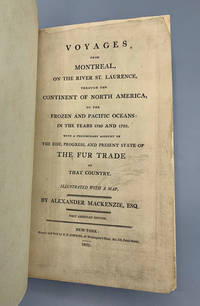 VOYAGES,
FROM
MONTREAL,
ON THE RIVER ST. LAURENCE,
THROUGH THE
CONTINENT OF NORTH AMERICA,
TO THE
FROZEN AND PACIFIC OCEANS:
IN THE YEARS 1789 AND 1793.
WITH A PRELIMINARY ACCOUNT OF
THE RISE, PROGRESS, AND PRESENT STATE OF
THE FUR TRADE
OF
THAT COUNTRY.
ILLUSTRATED WITH A MAP.
BY ALEXANDER MACKENZIE, ESQ.
FIRST AMERICAN EDITION.
NEW-YORK:
1802.